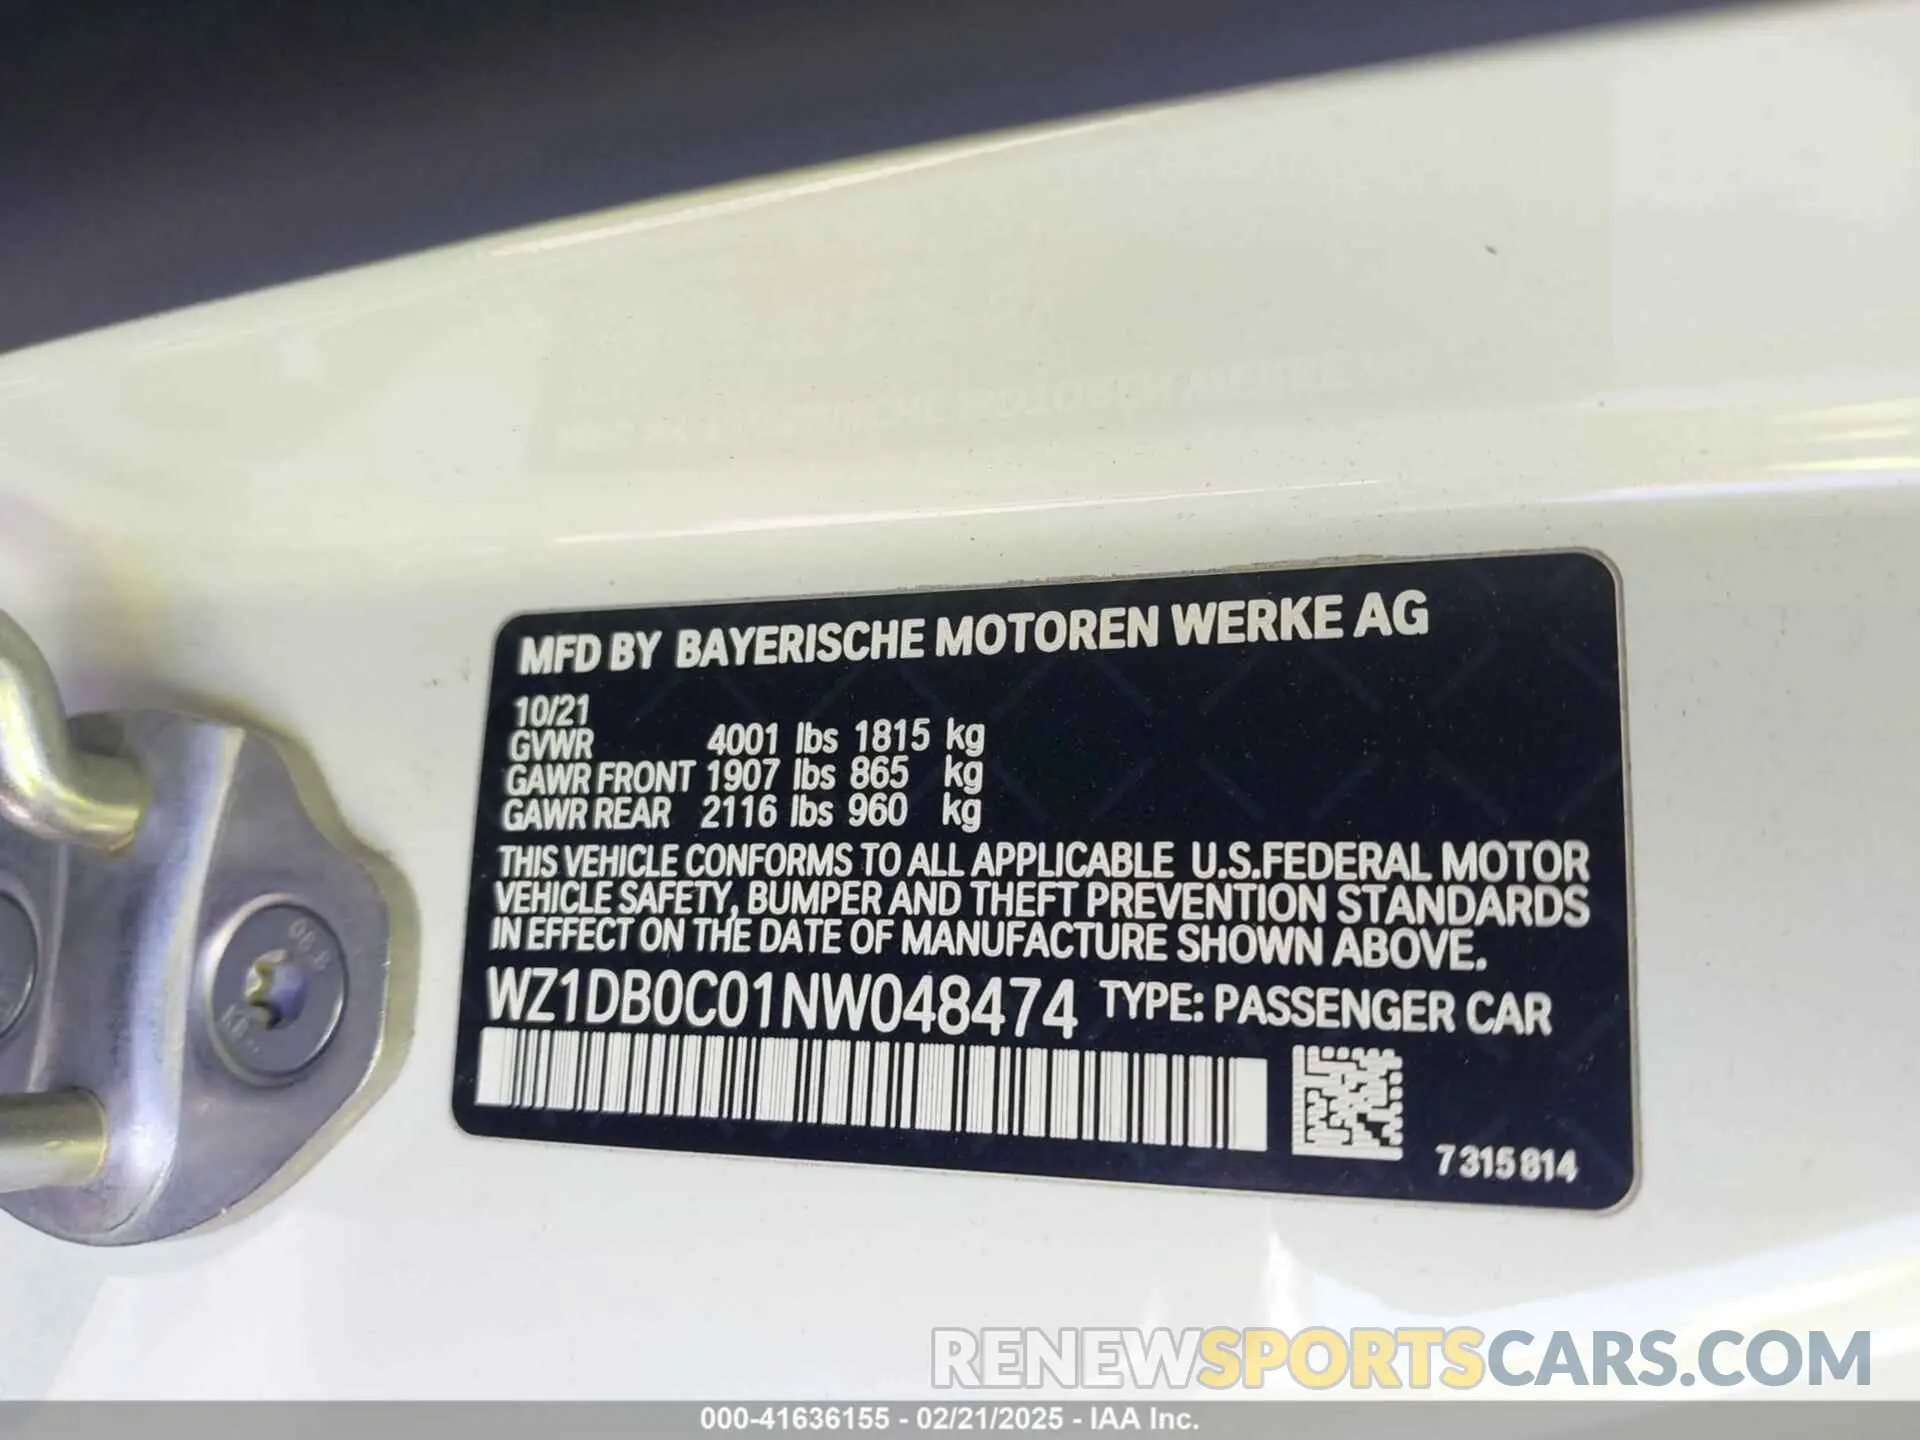 MFD BY BAYERISCHE MOTOREN WERKE AG
10/21
GVWR 4001 lbs 1815 kg
GAWR FRONT 1907 lbs 865 kg
GAWR REAR 2116 lbs 960 kg
THIS VEHICLE CONFORMS TO ALL APPLICABLE U.S.FEDERAL MOTOR
VEHICLE SAFETY, BUMPER AND THEFT PREVENTION STANDARDS
IN EFFECT ON THE DATE OF MANUFACTURE SHOWN ABOVE.
WZ1DB0C01NW048474 TYPE: PASSENGER CAR
7315814
RENEWSPORTSCARS.COM
000-41636155 - 02/21/2025 - IAA Inc.